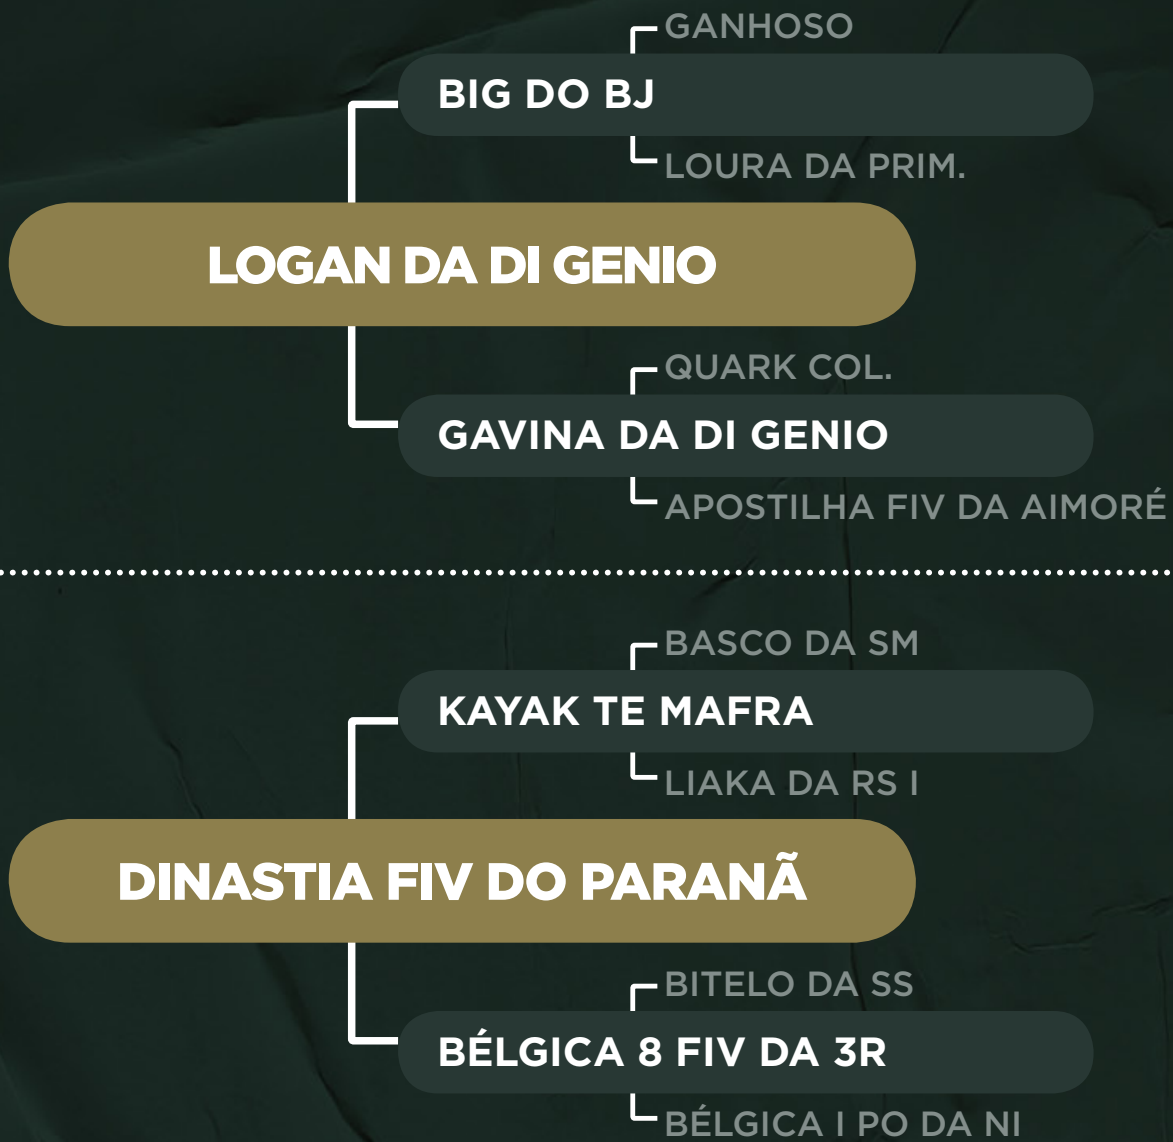 GANHOSO
BIG DO BJ
LOURA DA PRIM.
LOGAN DA DI GENIO
QUARK COL.
GAVINA DA DI GENIO
APOSTILHA FIV DA AIMORÉ
BASCO DA SM
KAYAK TE MAFRA
LIAKA DA RS I
DINASTIA FIV DO PARANÃ
BITELO DA SS
BÉLGICA 8 FIV DA 3R
BÉLGICA I PO DA NI